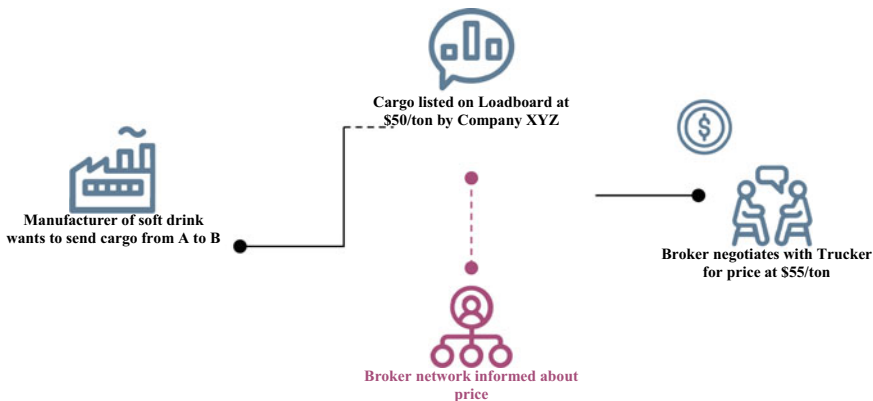 Cargo listed on Loadboard at
$50/ton by Company XYZ
$
Manufacturer of soft drink
wants to send cargo from A to B
Broker negotiates with Trucker
for price at $55/ton
Broker network informed about
price